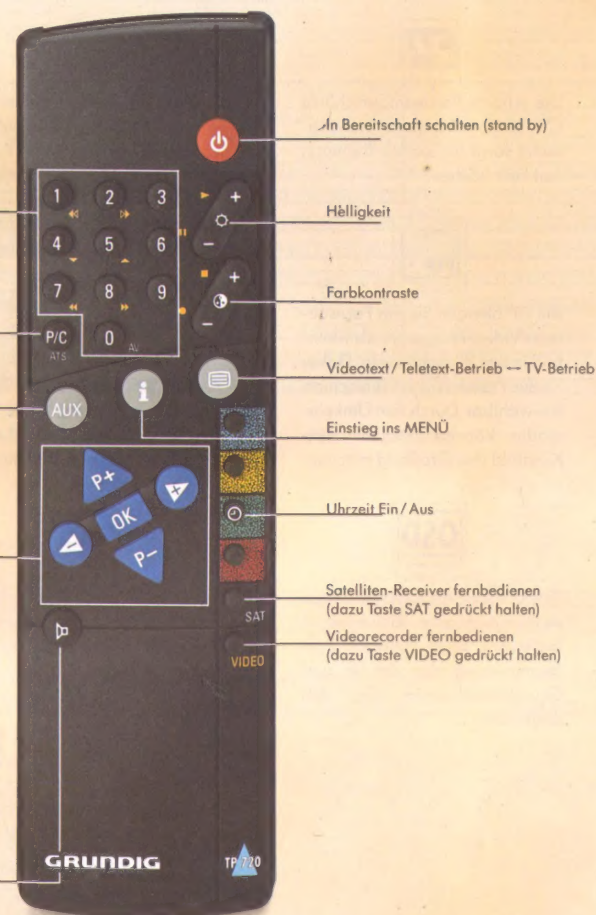 In Bereitschaft schalten (stand by)
1 2 3
+
Helligkeit
4 5 6
–
+
Farbkontraste
7 8 9
–
P/C
0
ATS
AV
Videotext / Teletext-Betrieb ↔ TV-Betrieb
AUX
i
Einstieg ins MENÜ
P+
+
OK
Uhrzeit Ein / Aus
–
P–
Satelliten-Receiver fernbedienen
(dazu Taste SAT gedrückt halten)
SAT
Videorecorder fernbedienen
(dazu Taste VIDEO gedrückt halten)
VIDEO
GRUNDIG
TP 720